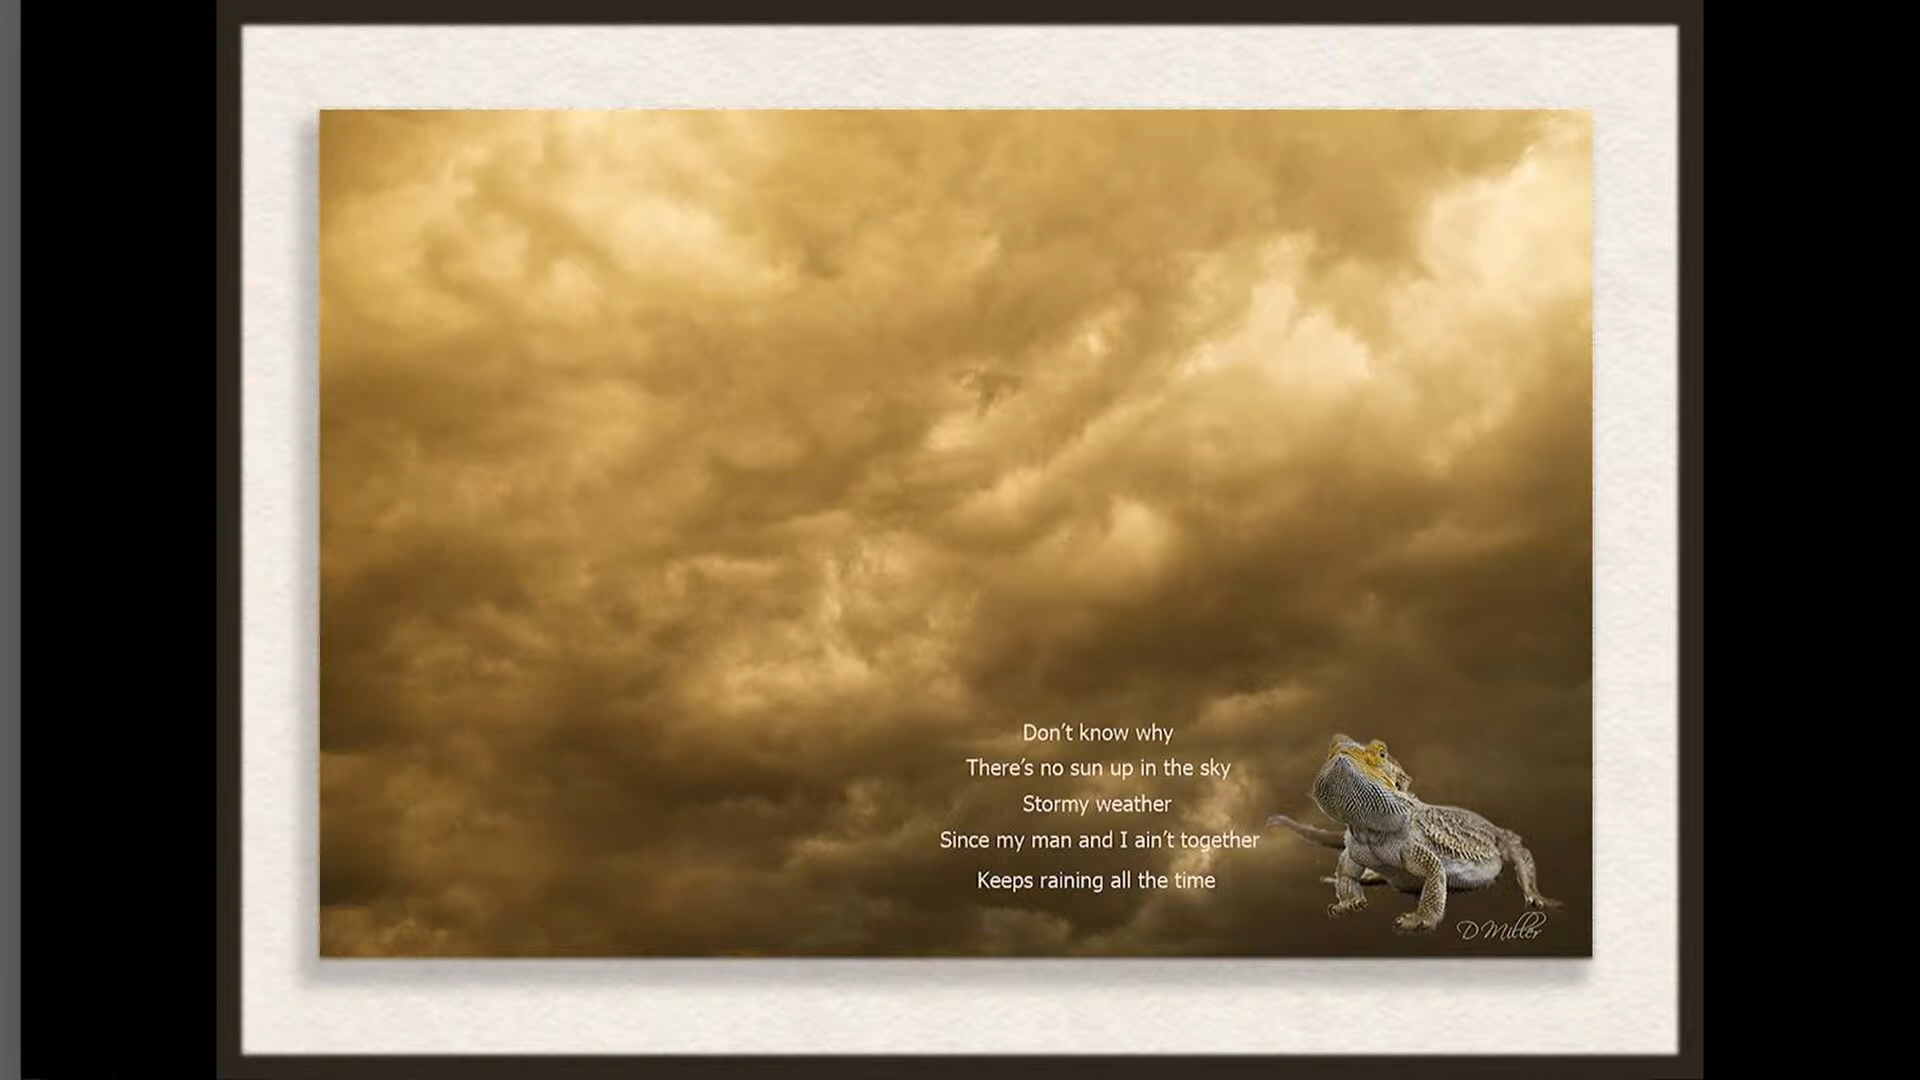 Don't know why
There's no sun up in the sky
Stormy weather
Since my man and I ain't together
Keeps raining all the time
D Miller